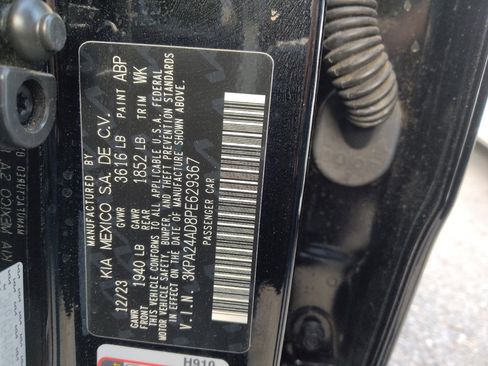 MANUFACTURED BY
KIA MEXICO S.A. DE C.V.
12/23 GVWR 3616 LB PAINT ABP
GAWR FRONT 1940 LB GAWR REAR 1852 LB TRIM WK
THIS VEHICLE CONFORMS TO ALL APPLICABLE U.S.A. FEDERAL
MOTOR VEHICLE SAFETY, BUMPER, AND THEFT PREVENTION STANDARDS
IN EFFECT ON THE DATE OF MANUFACTURE SHOWN ABOVE.
V.I.N. 3KPA24AD8PE629367
PASSENGER CAR
H910